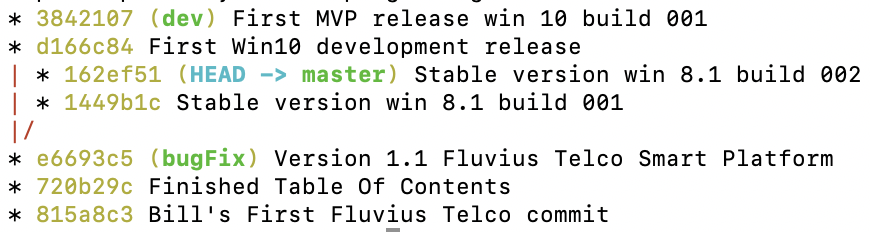 * 3842107 (dev) First MVP release win 10 build 001
* d166c84 First Win10 development release
| * 162ef51 (HEAD -> master) Stable version win 8.1 build 002
| * 1449b1c Stable version win 8.1 build 001
|/
* e6693c5 (bugFix) Version 1.1 Fluvius Telco Smart Platform
* 720b29c Finished Table Of Contents
* 815a8c3 Bill's First Fluvius Telco commit